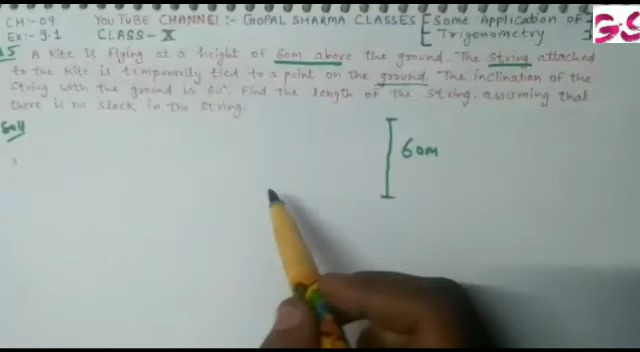 CH:-09 YOUTUBE CHANNEL:- GOPAL SHARMA CLASSES Some Application of
Ex:-9.1 CLASS-X Trigonometry
GS
Q5 A Kite is flying at a height of 60m above the ground. The string attached
to the kite is temporarily tied to a point on the ground. The inclination of the
string with the ground is 60°. Find the length of the string, assuming that
there is no slack in the string.
Soln
60m